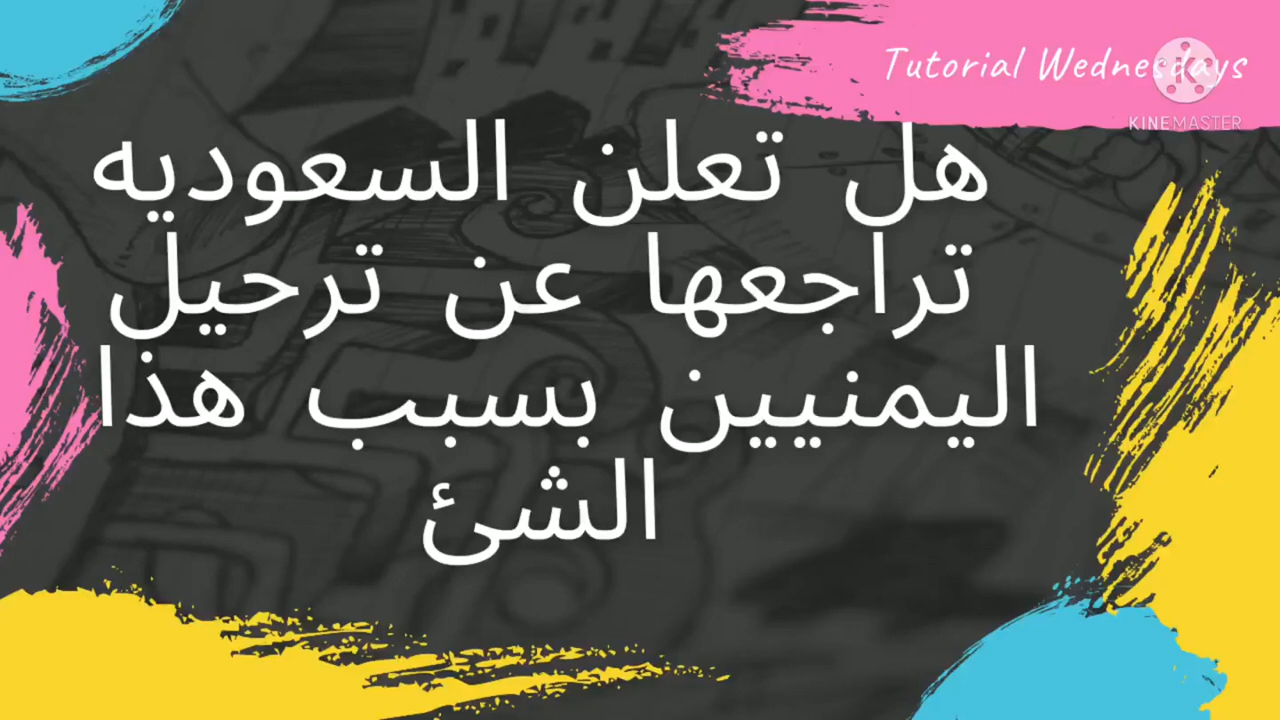 Tutorial Wednesdays
KINEMASTER
هل تعلن السعوديه
تراجعها عن ترحيل
اليمنيين بسبب هذا
الشئ